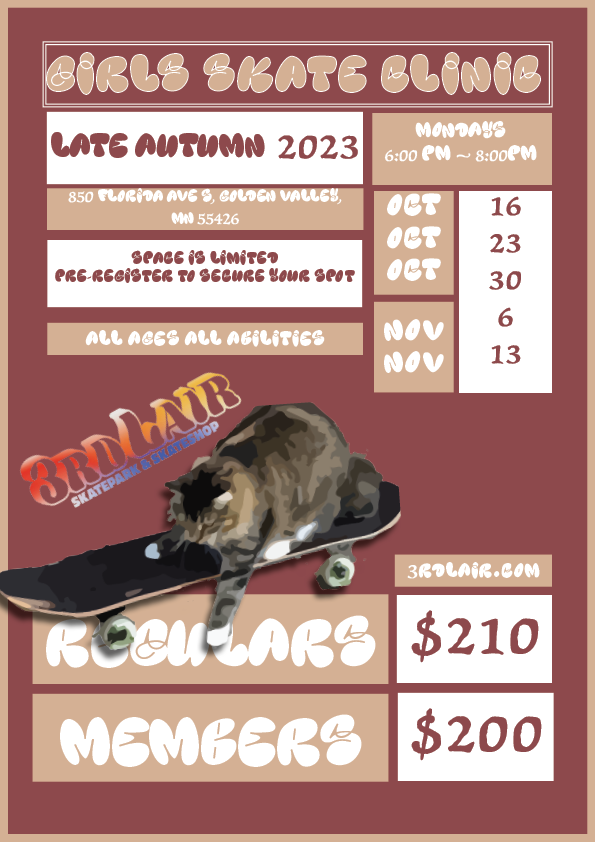 GIRLS SKATE CLINIC
LATE AUTUMN 2023
MONDAYS
6:00 PM ~ 8:00PM
850 FLORIDA AVE S, GOLDEN VALLEY,
MN 55426
SPACE IS LIMITED
PRE-REGISTER TO SECURE YOUR SPOT
ALL AGES ALL ABILITIES
OCT 16
OCT 23
OCT 30
NOV 6
NOV 13
3RD LAIR
SKATEPARK & SKATESHOP
3RDLAIR.COM
REGULARS $210
MEMBERS $200